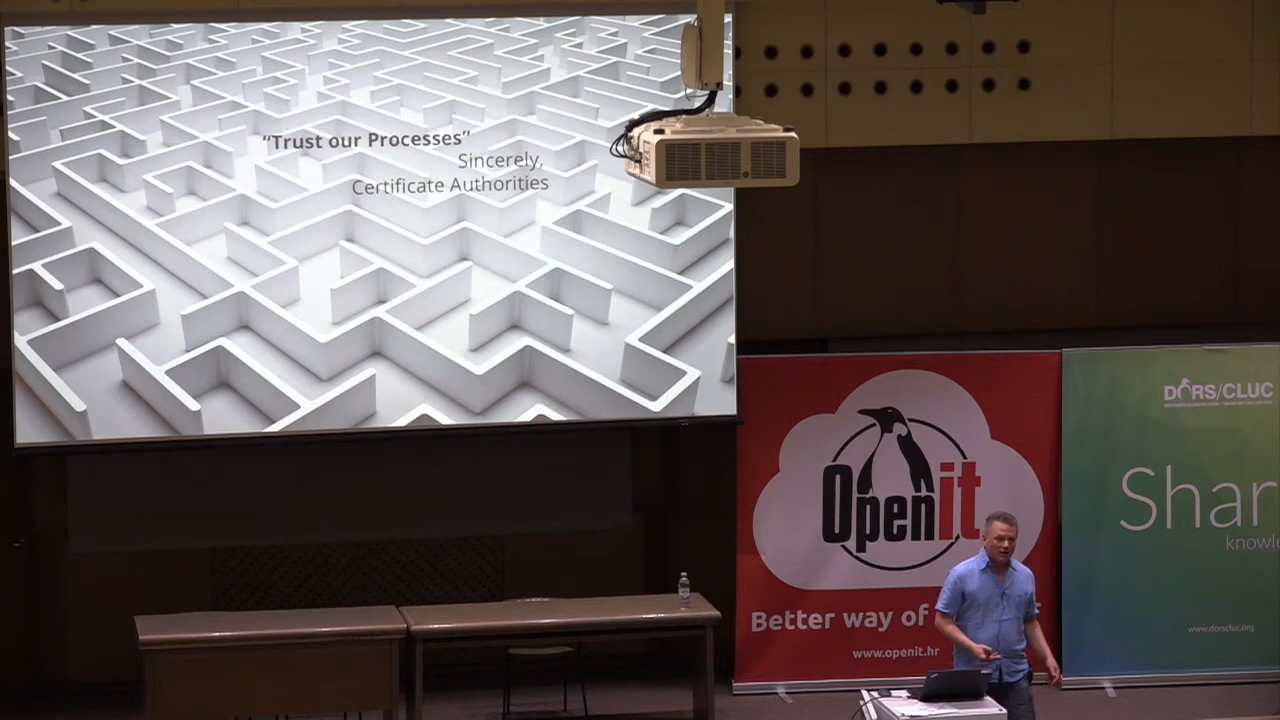 “Trust our Processes”
Sincerely,
Certificate Authorities
DORS/CLUC
Openit
Shar
knowle
Better way of
www.openit.hr
www.dorscluc.org